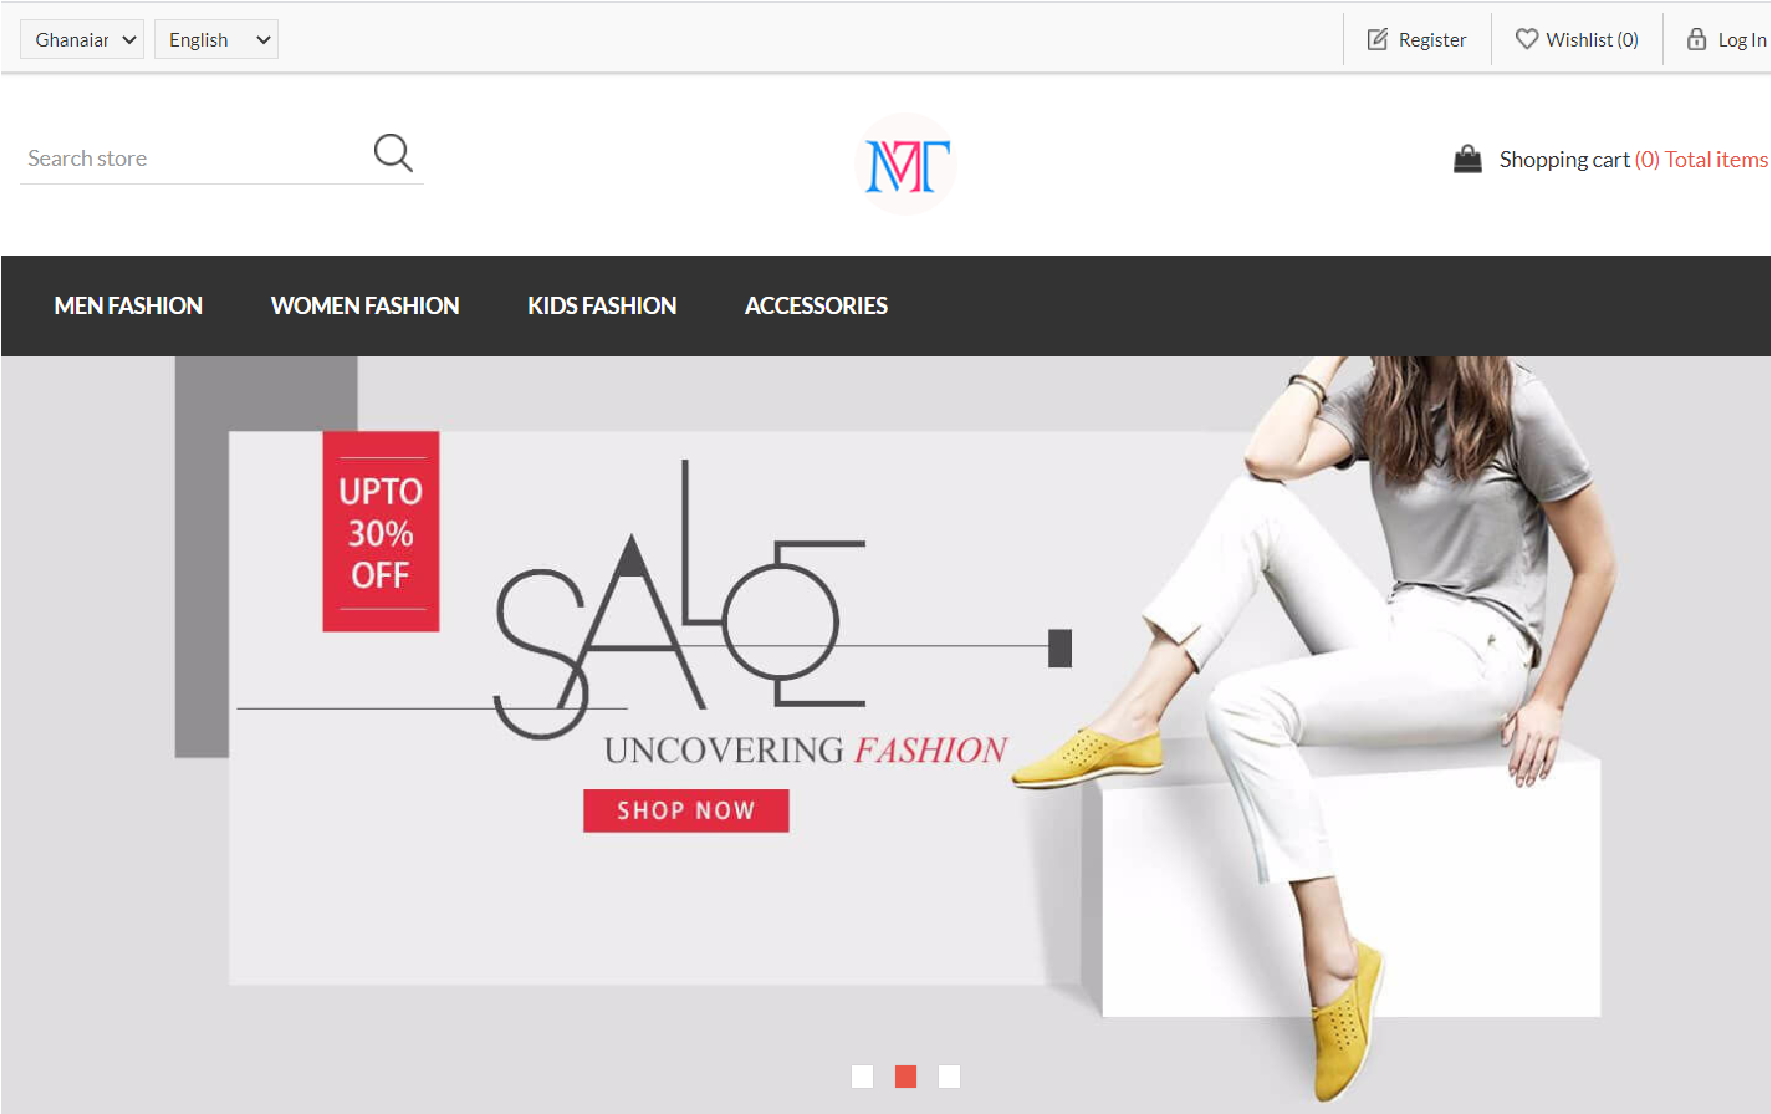 Ghanaiar
English
Register
Wishlist (0)
Log In
Search store
MT
Shopping cart (0) Total items
MEN FASHION
WOMEN FASHION
KIDS FASHION
ACCESSORIES
UPTO
30%
OFF
SALE
UNCOVERING FASHION
SHOP NOW